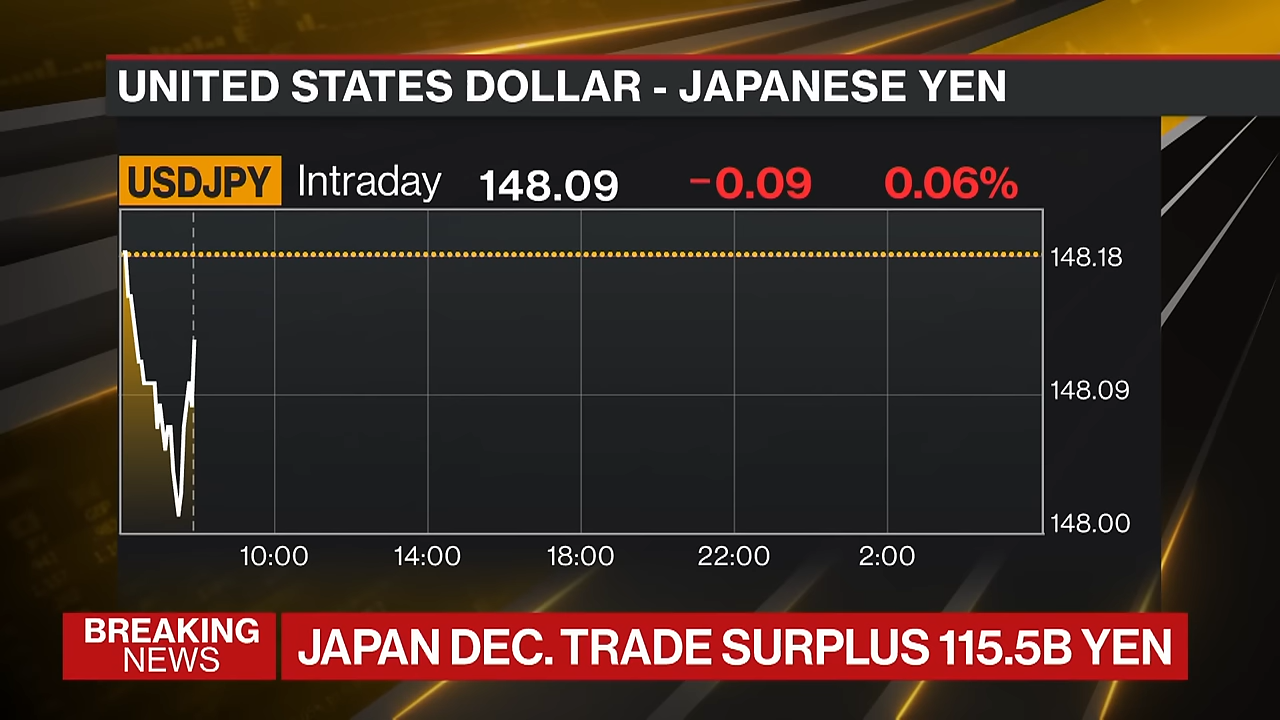 UNITED STATES DOLLAR - JAPANESE YEN
USDJPY Intraday 148.09 -0.09 0.06%
148.18
148.09
148.00
10:00 14:00 18:00 22:00 2:00
BREAKING
NEWS
JAPAN DEC. TRADE SURPLUS 115.5B YEN